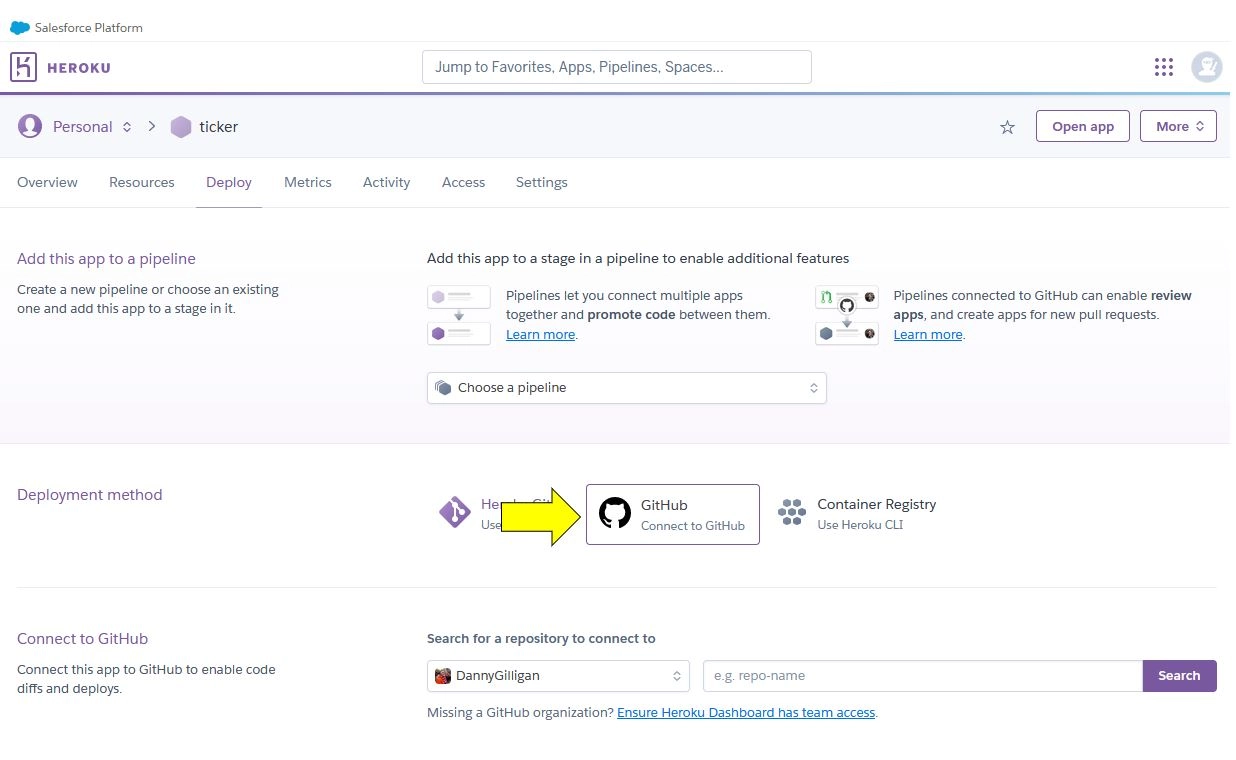 Salesforce Platform
HEROKU
Jump to Favorites, Apps, Pipelines, Spaces...
Personal
ticker
Open app
More
Overview
Resources
Deploy
Metrics
Activity
Access
Settings
Add this app to a pipeline
Create a new pipeline or choose an existing
one and add this app to a stage in it.
Add this app to a stage in a pipeline to enable additional features
Pipelines let you connect multiple apps
together and promote code between them.
Learn more.
Pipelines connected to GitHub can enable review
apps, and create apps for new pull requests.
Learn more.
Choose a pipeline
Deployment method
Use
GitHub
Connect to GitHub
Container Registry
Use Heroku CLI
Connect to GitHub
Connect this app to GitHub to enable code
diffs and deploys.
Search for a repository to connect to
DannyGilligan
e.g. repo-name
Search
Missing a GitHub organization? Ensure Heroku Dashboard has team access.